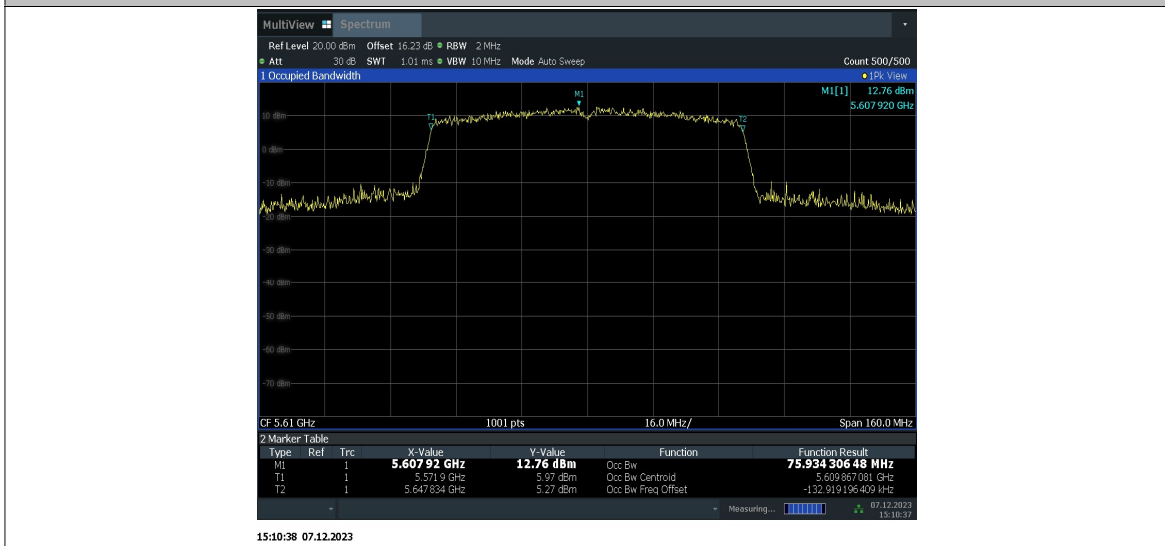 MultiView Spectrum
Ref Level 20.00 dBm Offset 16.23 dB RBW 2 MHz
Att 30 dB SWT 1.01 ms VBW 10 MHz Mode Auto Sweep Count 500/500
1 Occupied Bandwidth 1Pk View
M1[1] 12.76 dBm
5.607 920 GHz
M1
10 dBm
T1
T2
0 dBm
-10 dBm
-20 dBm
-30 dBm
-40 dBm
-50 dBm
-60 dBm
-70 dBm
CF 5.61 GHz 1001 pts 16.0 MHz/ Span 160.0 MHz
2 Marker Table
Type Ref Trc X-Value Y-Value Function Function Result
M1 1 5.607 92 GHz 12.76 dBm Occ Bw 75.934 306 48 MHz
T1 1 5.571 9 GHz 5.97 dBm Occ Bw Centroid 5.609 867 081 GHz
T2 1 5.647 834 GHz 5.27 dBm Occ Bw Freq Offset -132.919 196 409 kHz
Measuring... 07.12.2023
15:10:37
15:10:38 07.12.2023